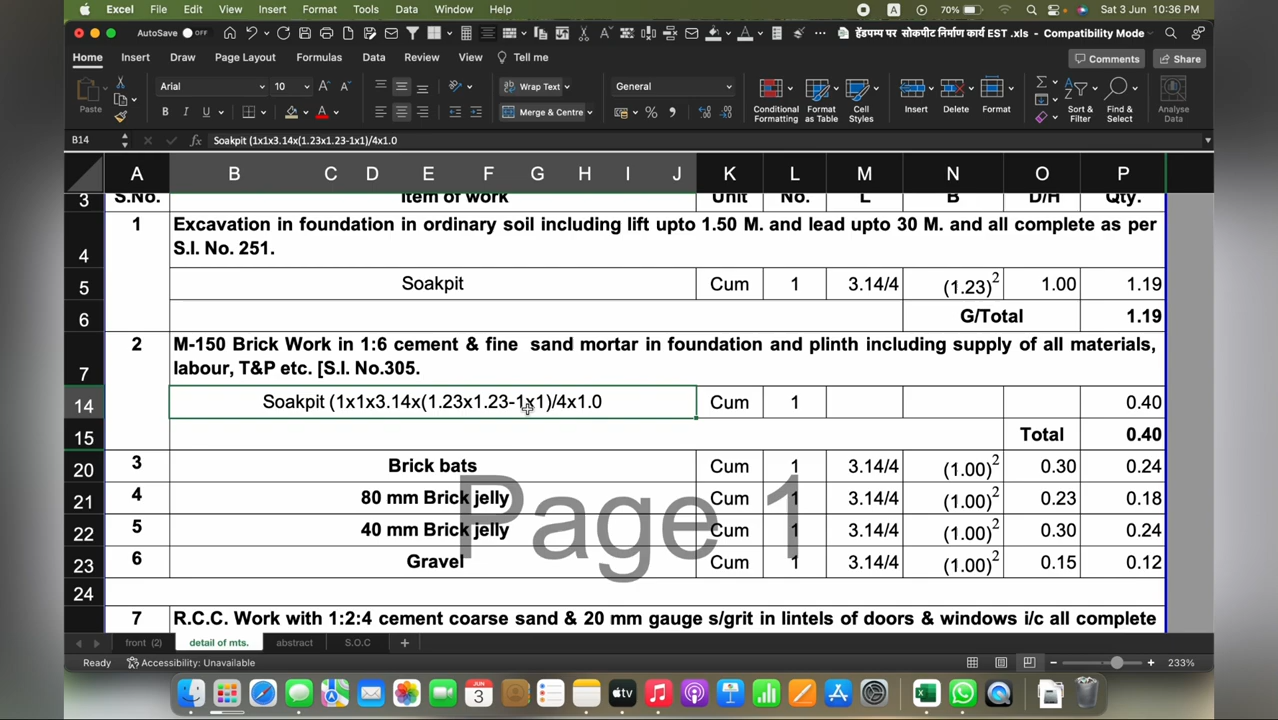 Excel File Edit View Insert Format Tools Data Window Help A 70% Sat 3 Jun 10:36 PM
AutoSave OFF हैंडपम्प पर सोकपीट निर्माण कार्य EST .xls — Compatibility Mode
Home Insert Draw Page Layout Formulas Data Review View Tell me Comments Share
Paste Arial 10 Wrap Text General Conditional Formatting Format as Table Cell Styles Insert Delete Format Sort & Filter Find & Select Analyse Data
Merge & Centre
B14 fx Soakpit (1x1x3.14x(1.23x1.23-1x1)/4x1.0
A B C D E F G H I J K L M N O P
3 S.No. Item of work Unit No. L B D/H Qty.
4 1 Excavation in foundation in ordinary soil including lift upto 1.50 M. and lead upto 30 M. and all complete as per
S.I. No. 251.
5 Soakpit Cum 1 3.14/4 (1.23)² 1.00 1.19
6 G/Total 1.19
7 2 M-150 Brick Work in 1:6 cement & fine sand mortar in foundation and plinth including supply of all materials,
labour, T&P etc. [S.I. No.305.
14 Soakpit (1x1x3.14x(1.23x1.23-1x1)/4x1.0 Cum 1 0.40
15 Total 0.40
20 3 Brick bats Cum 1 3.14/4 (1.00)² 0.30 0.24
21 4 80 mm Brick jelly Cum 1 3.14/4 (1.00)² 0.23 0.18
22 5 40 mm Brick jelly Cum 1 3.14/4 (1.00)² 0.30 0.24
23 6 Gravel Cum 1 3.14/4 (1.00)² 0.15 0.12
Page 1
24
7 R.C.C. Work with 1:2:4 cement coarse sand & 20 mm gauge s/grit in lintels of doors & windows i/c all complete
front (2) detail of mts. abstract S.O.C
Ready Accessibility: Unavailable 233%
JUN 3 tv